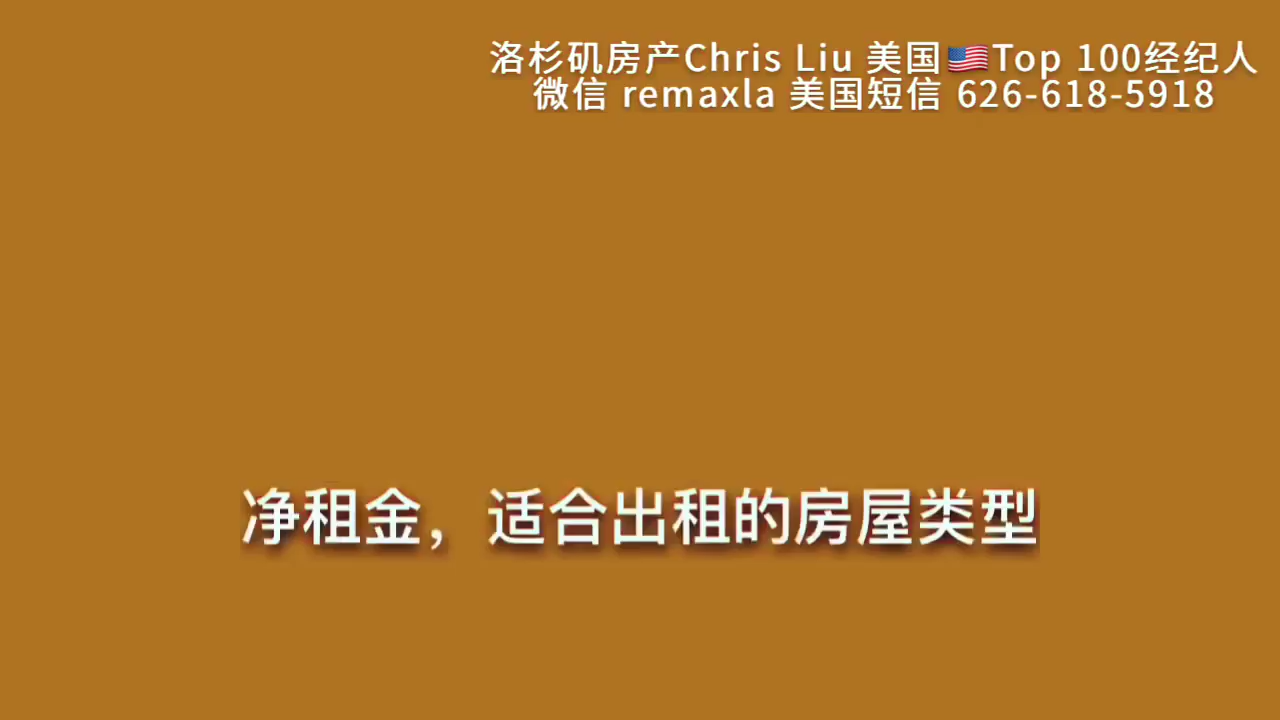 洛杉矶房产Chris Liu 美国🇺🇸Top 100经纪人
微信 remaxla 美国短信 626-618-5918
净租金，适合出租的房屋类型